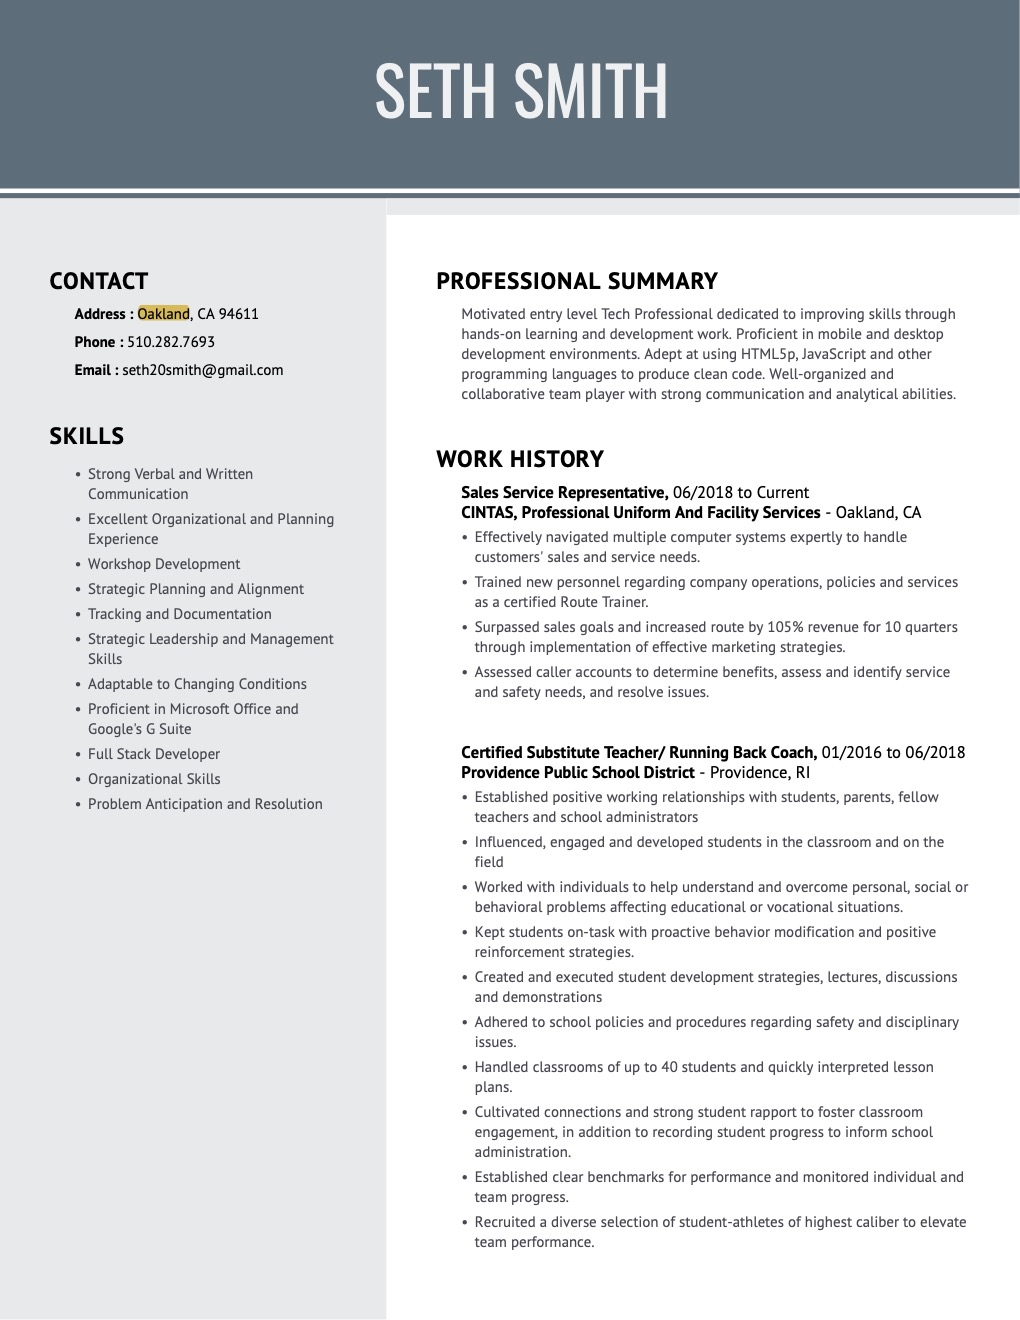 SETH SMITH
CONTACT
Address : Oakland, CA 94611
Phone : 510.282.7693
Email : seth20smith@gmail.com
SKILLS
• Strong Verbal and Written
Communication
• Excellent Organizational and Planning
Experience
• Workshop Development
• Strategic Planning and Alignment
• Tracking and Documentation
• Strategic Leadership and Management
Skills
• Adaptable to Changing Conditions
• Proficient in Microsoft Office and
Google's G Suite
• Full Stack Developer
• Organizational Skills
• Problem Anticipation and Resolution
PROFESSIONAL SUMMARY
Motivated entry level Tech Professional dedicated to improving skills through
hands-on learning and development work. Proficient in mobile and desktop
development environments. Adept at using HTML5p, JavaScript and other
programming languages to produce clean code. Well-organized and
collaborative team player with strong communication and analytical abilities.
WORK HISTORY
Sales Service Representative, 06/2018 to Current
CINTAS, Professional Uniform And Facility Services - Oakland, CA
• Effectively navigated multiple computer systems expertly to handle
customers' sales and service needs.
• Trained new personnel regarding company operations, policies and services
as a certified Route Trainer.
• Surpassed sales goals and increased route by 105% revenue for 10 quarters
through implementation of effective marketing strategies.
• Assessed caller accounts to determine benefits, assess and identify service
and safety needs, and resolve issues.
Certified Substitute Teacher/ Running Back Coach, 01/2016 to 06/2018
Providence Public School District - Providence, RI
• Established positive working relationships with students, parents, fellow
teachers and school administrators
• Influenced, engaged and developed students in the classroom and on the
field
• Worked with individuals to help understand and overcome personal, social or
behavioral problems affecting educational or vocational situations.
• Kept students on-task with proactive behavior modification and positive
reinforcement strategies.
• Created and executed student development strategies, lectures, discussions
and demonstrations
• Adhered to school policies and procedures regarding safety and disciplinary
issues.
• Handled classrooms of up to 40 students and quickly interpreted lesson
plans.
• Cultivated connections and strong student rapport to foster classroom
engagement, in addition to recording student progress to inform school
administration.
• Established clear benchmarks for performance and monitored individual and
team progress.
• Recruited a diverse selection of student-athletes of highest caliber to elevate
team performance.